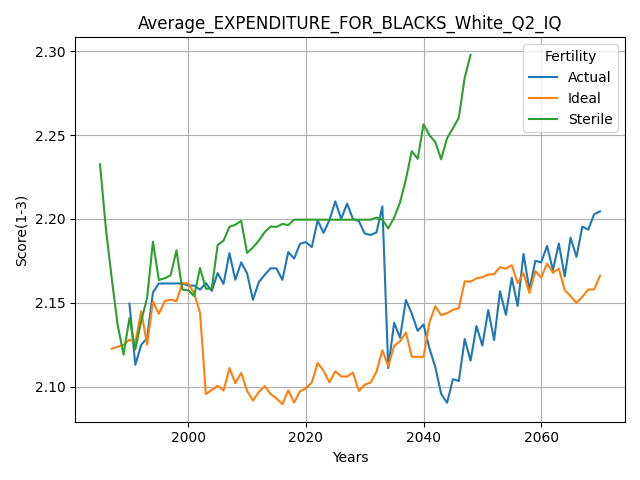 Average_EXPENDITURE_FOR_BLACKS_White_Q2_IQ
Fertility
Actual
Ideal
Sterile
2.30
2.25
2.20
2.15
2.10
Score(1-3)
2000
2020
2040
2060
Years